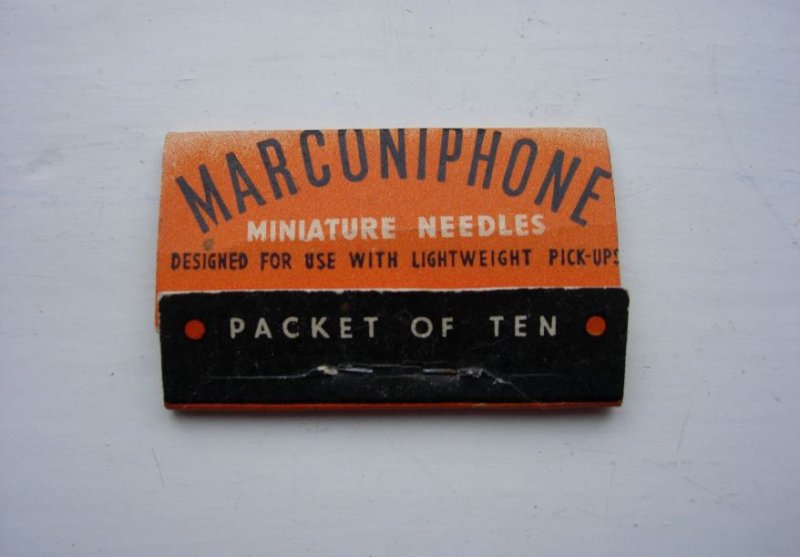 MARCONIPHONE
MINIATURE NEEDLES
DESIGNED FOR USE WITH LIGHTWEIGHT PICK-UPS
PACKET OF TEN